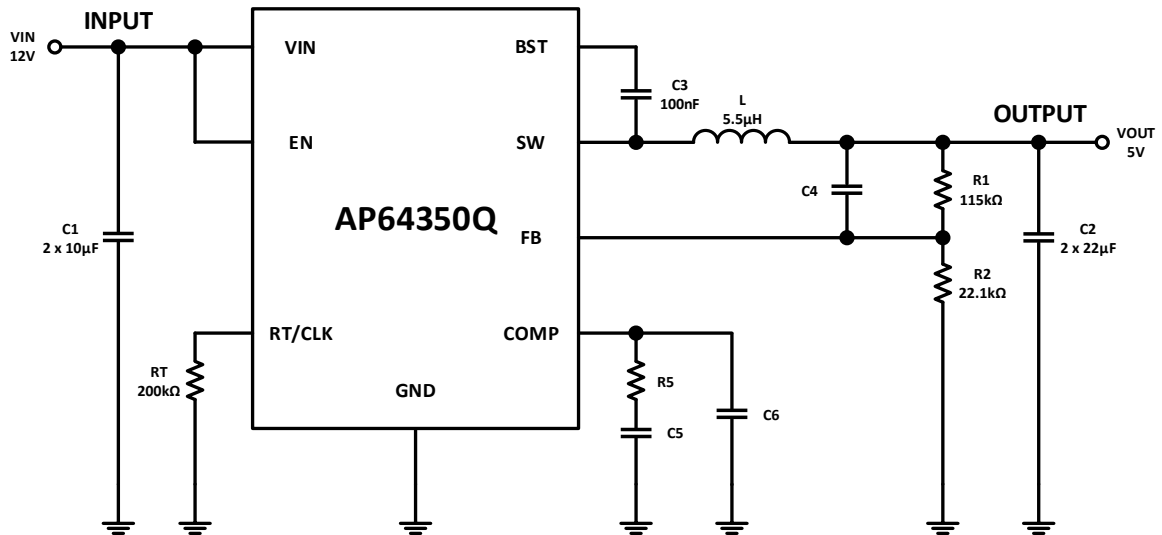 INPUT
VIN
12V
VIN
BST
C3
100nF
L
5.5µH
OUTPUT
VOUT
5V
EN
SW
C4
R1
115kΩ
AP64350Q
C1
2 x 10µF
FB
C2
2 x 22µF
R2
22.1kΩ
RT/CLK
COMP
RT
200kΩ
GND
R5
C5
C6